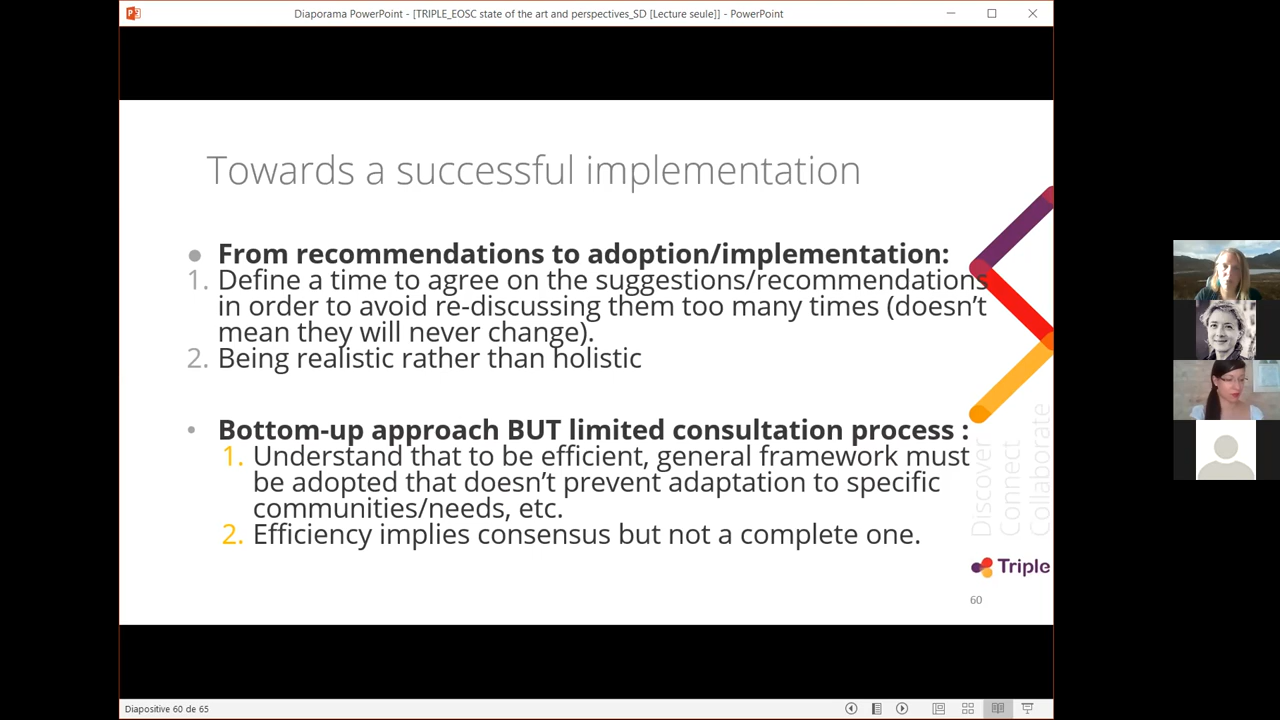 Diaporama PowerPoint - [TRIPLE_EOSC state of the art and perspectives_SD [Lecture seule]] - PowerPoint
Towards a successful implementation
● From recommendations to adoption/implementation:
1. Define a time to agree on the suggestions/recommendations
in order to avoid re-discussing them too many times (doesn’t
mean they will never change).
2. Being realistic rather than holistic
• Bottom-up approach BUT limited consultation process :
1. Understand that to be efficient, general framework must
be adopted that doesn’t prevent adaptation to specific
communities/needs, etc.
2. Efficiency implies consensus but not a complete one.
Discover
Connect
Collaborate
Triple
60
Diapositive 60 de 65